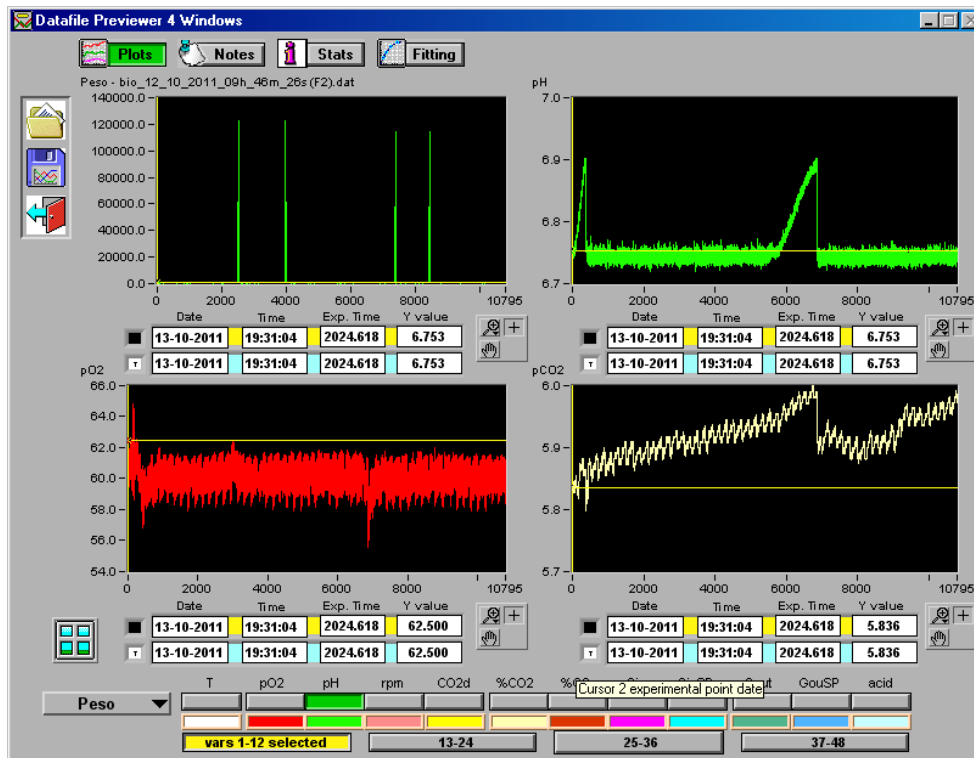 Datafile Previewer 4 Windows
Plots Notes Stats Fitting
Peso - bio_12_10_2011_09h_46m_26s (F2).dat
140000.0
120000.0
100000.0
80000.0
60000.0
40000.0
20000.0
0.0
0 2000 4000 6000 8000 10795
Date Time Exp. Time Y value
13-10-2011 19:31:04 2024.618 6.753
T 13-10-2011 19:31:04 2024.618 6.753
pH
7.0
6.9
6.8
6.7
0 2000 4000 6000 8000 10795
Date Time Exp. Time Y value
13-10-2011 19:31:04 2024.618 6.753
T 13-10-2011 19:31:04 2024.618 6.753
pO2
66.0
64.0
62.0
60.0
58.0
56.0
54.0
0 2000 4000 6000 8000 10795
Date Time Exp. Time Y value
13-10-2011 19:31:04 2024.618 62.500
T 13-10-2011 19:31:04 2024.618 62.500
pCO2
6.0
5.9
5.8
5.7
0 2000 4000 6000 8000 10795
Date Time Exp. Time Y value
13-10-2011 19:31:04 2024.618 5.836
T 13-10-2011 19:31:04 2024.618 5.836
T pO2 pH rpm CO2d %CO2 GouSP acid
Cursor 2 experimental point date
Peso
vars 1-12 selected 13-24 25-36 37-48